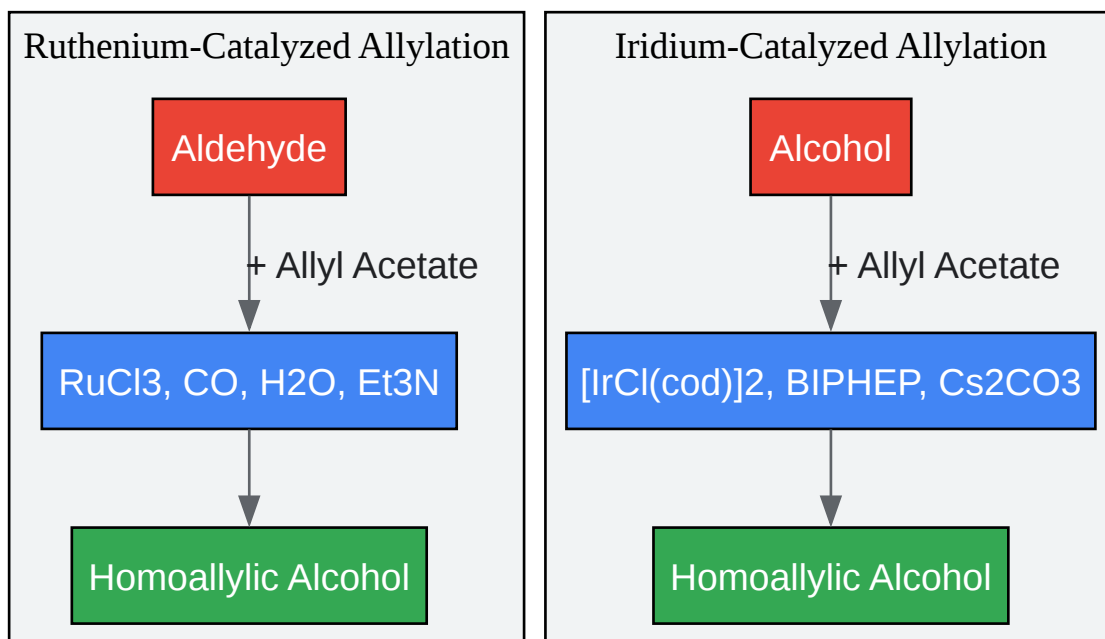 Ruthenium-Catalyzed Allylation
Aldehyde
+ Allyl Acetate
RuCl3, CO, H2O, Et3N
Homoallylic Alcohol
Iridium-Catalyzed Allylation
Alcohol
+ Allyl Acetate
[IrCl(cod)]2, BIPHEP, Cs2CO3
Homoallylic Alcohol